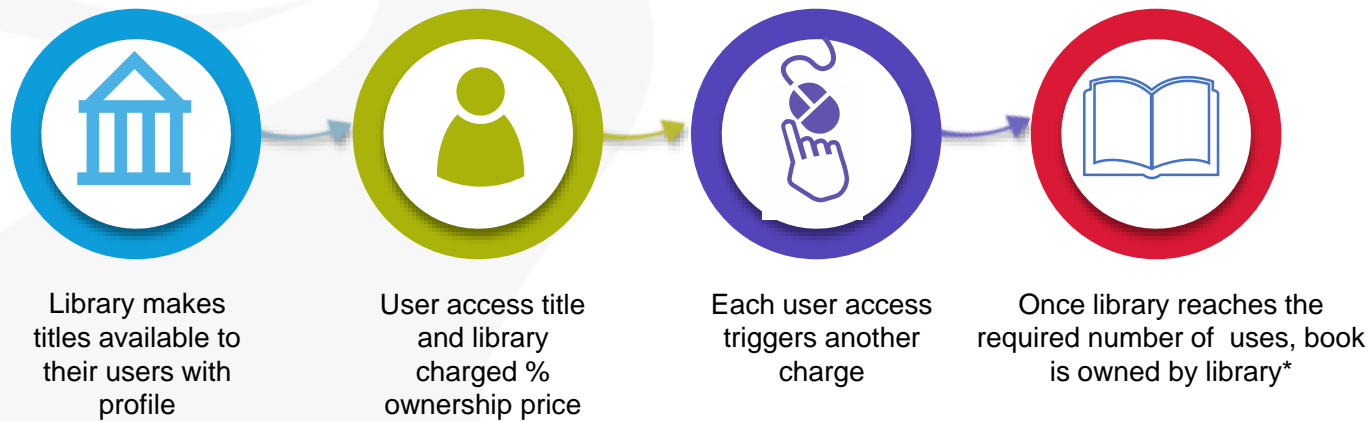 Library makes
titles available to
their users with
profile
User access title
and library
charged %
ownership price
Each user access
triggers another
charge
Once library reaches the
required number of  uses, book
is owned by library*